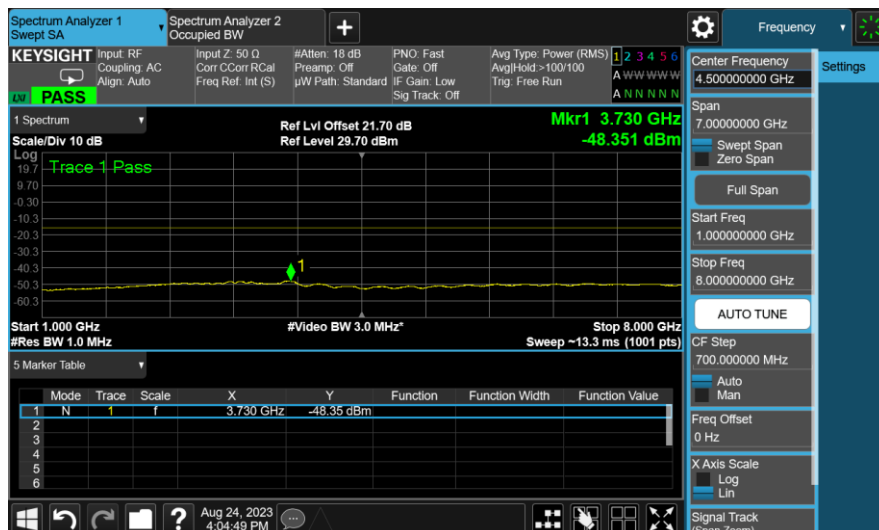 Spectrum Analyzer 1
Swept SA
Spectrum Analyzer 2
Occupied BW
+
Frequency
KEYSIGHT
LXI PASS
Input: RF
Coupling: AC
Align: Auto
Input Z: 50 Ω
Corr CCorr RCal
Freq Ref: Int (S)
#Atten: 18 dB
Preamp: Off
µW Path: Standard
PNO: Fast
Gate: Off
IF Gain: Low
Sig Track: Off
Avg Type: Power (RMS)
Avg|Hold:>100/100
Trig: Free Run
1 2 3 4 5 6
A W W W W W
A N N N N N
1 Spectrum
Scale/Div 10 dB
Ref Lvl Offset 21.70 dB
Ref Level 29.70 dBm
Mkr1 3.730 GHz
-48.351 dBm
Log
Trace 1 Pass
19.7
9.70
-0.30
-10.3
-20.3
-30.3
-40.3
-50.3
-60.3
1
Start 1.000 GHz
#Res BW 1.0 MHz
#Video BW 3.0 MHz*
Stop 8.000 GHz
Sweep ~13.3 ms (1001 pts)
5 Marker Table
Mode Trace Scale X Y Function Function Width Function Value
1 N 1 f 3.730 GHz -48.35 dBm
2
3
4
5
6
?
Aug 24, 2023
4:04:49 PM
Center Frequency
4.500000000 GHz
Settings
Span
7.00000000 GHz
Swept Span
Zero Span
Full Span
Start Freq
1.000000000 GHz
Stop Freq
8.000000000 GHz
AUTO TUNE
CF Step
700.000000 MHz
Auto
Man
Freq Offset
0 Hz
X Axis Scale
Log
Lin
Signal Track
(Span Zoom)